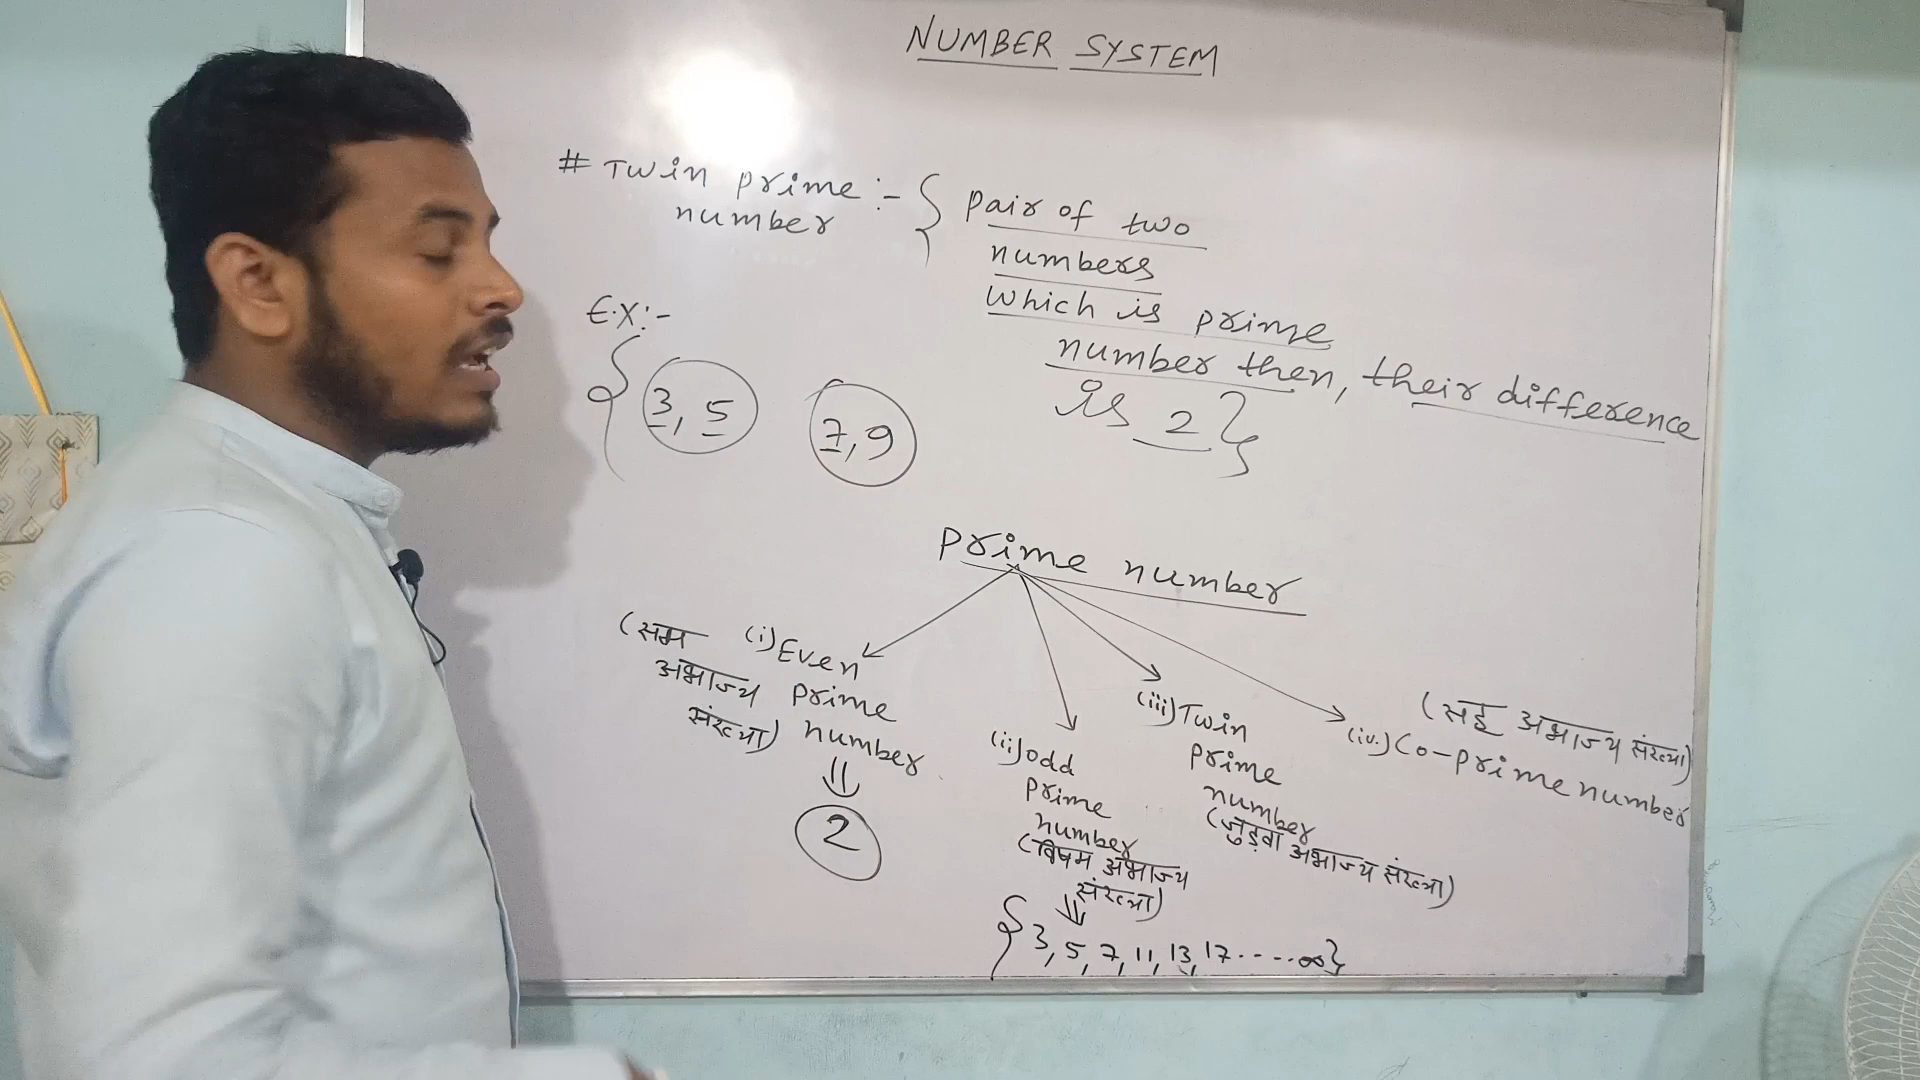 NUMBER SYSTEM
# Twin prime :- { pair of two
number
numbers
which is prime
number then, their difference
is 2 }
Ex:-
{ 3, 5 7, 9
prime number
(सम (i) Even
अभाज्य prime
संख्या) number
⇓
2
(ii) odd
prime
number
(विषम अभाज्य
संख्या)
⇓
{ 3, 5, 7, 11, 13, 17 ----- ∞ }
(iii) Twin
prime
number
(जुड़वा अभाज्य संख्या)
(सह अभाज्य संख्या)
(iv.) Co-prime number